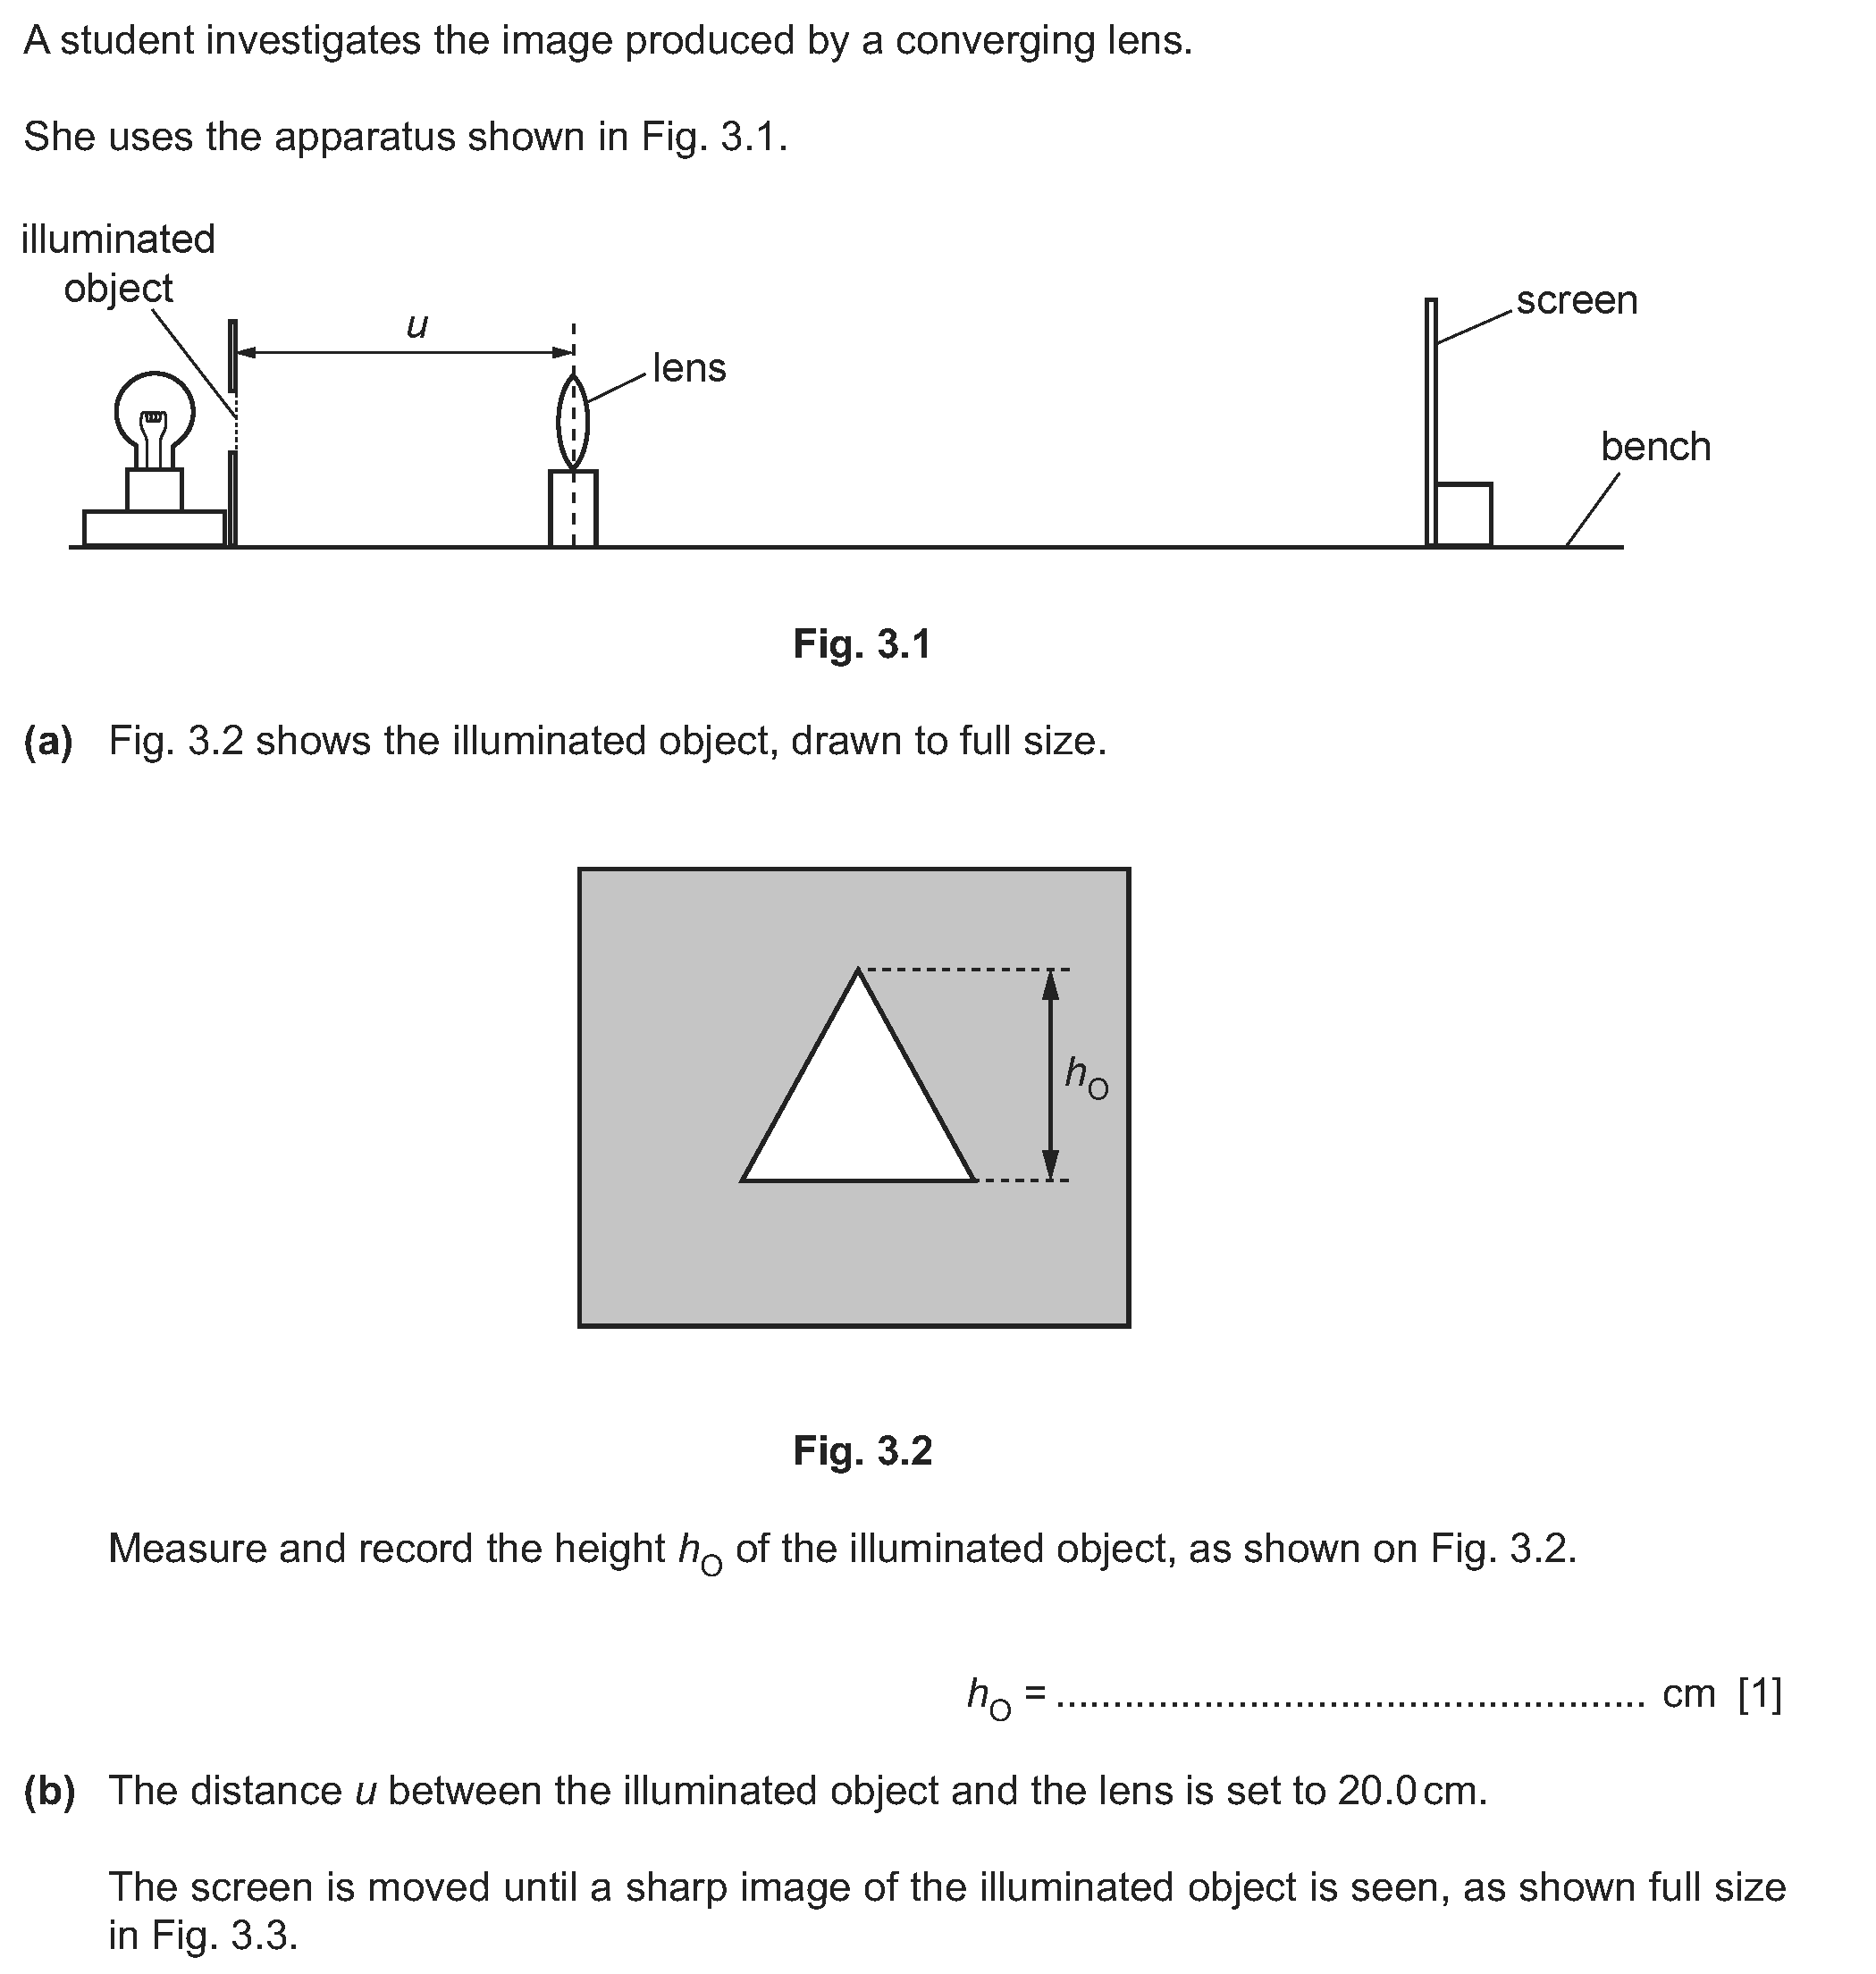 A student investigates the image produced by a converging lens.
She uses the apparatus shown in Fig. 3.1.
illuminated
object
u
lens
screen
bench
Fig. 3.1
(a) Fig. 3.2 shows the illuminated object, drawn to full size.
hO
Fig. 3.2
Measure and record the height hO of the illuminated object, as shown on Fig. 3.2.
hO = .................................................... cm [1]
(b) The distance u between the illuminated object and the lens is set to 20.0 cm.
The screen is moved until a sharp image of the illuminated object is seen, as shown full size
in Fig. 3.3.